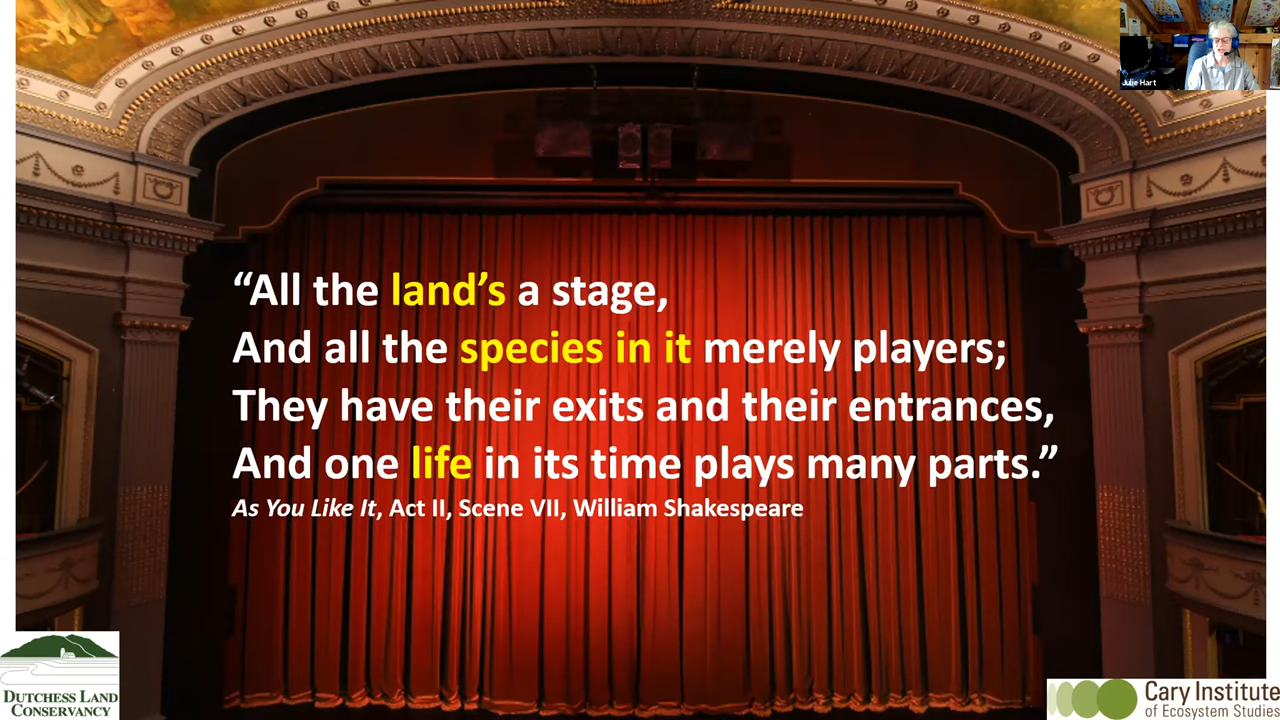 Julie Hart
“All the land’s a stage,
And all the species in it merely players;
They have their exits and their entrances,
And one life in its time plays many parts.”
As You Like It, Act II, Scene VII, William Shakespeare
DUTCHESS LAND
CONSERVANCY
Cary Institute
of Ecosystem Studies